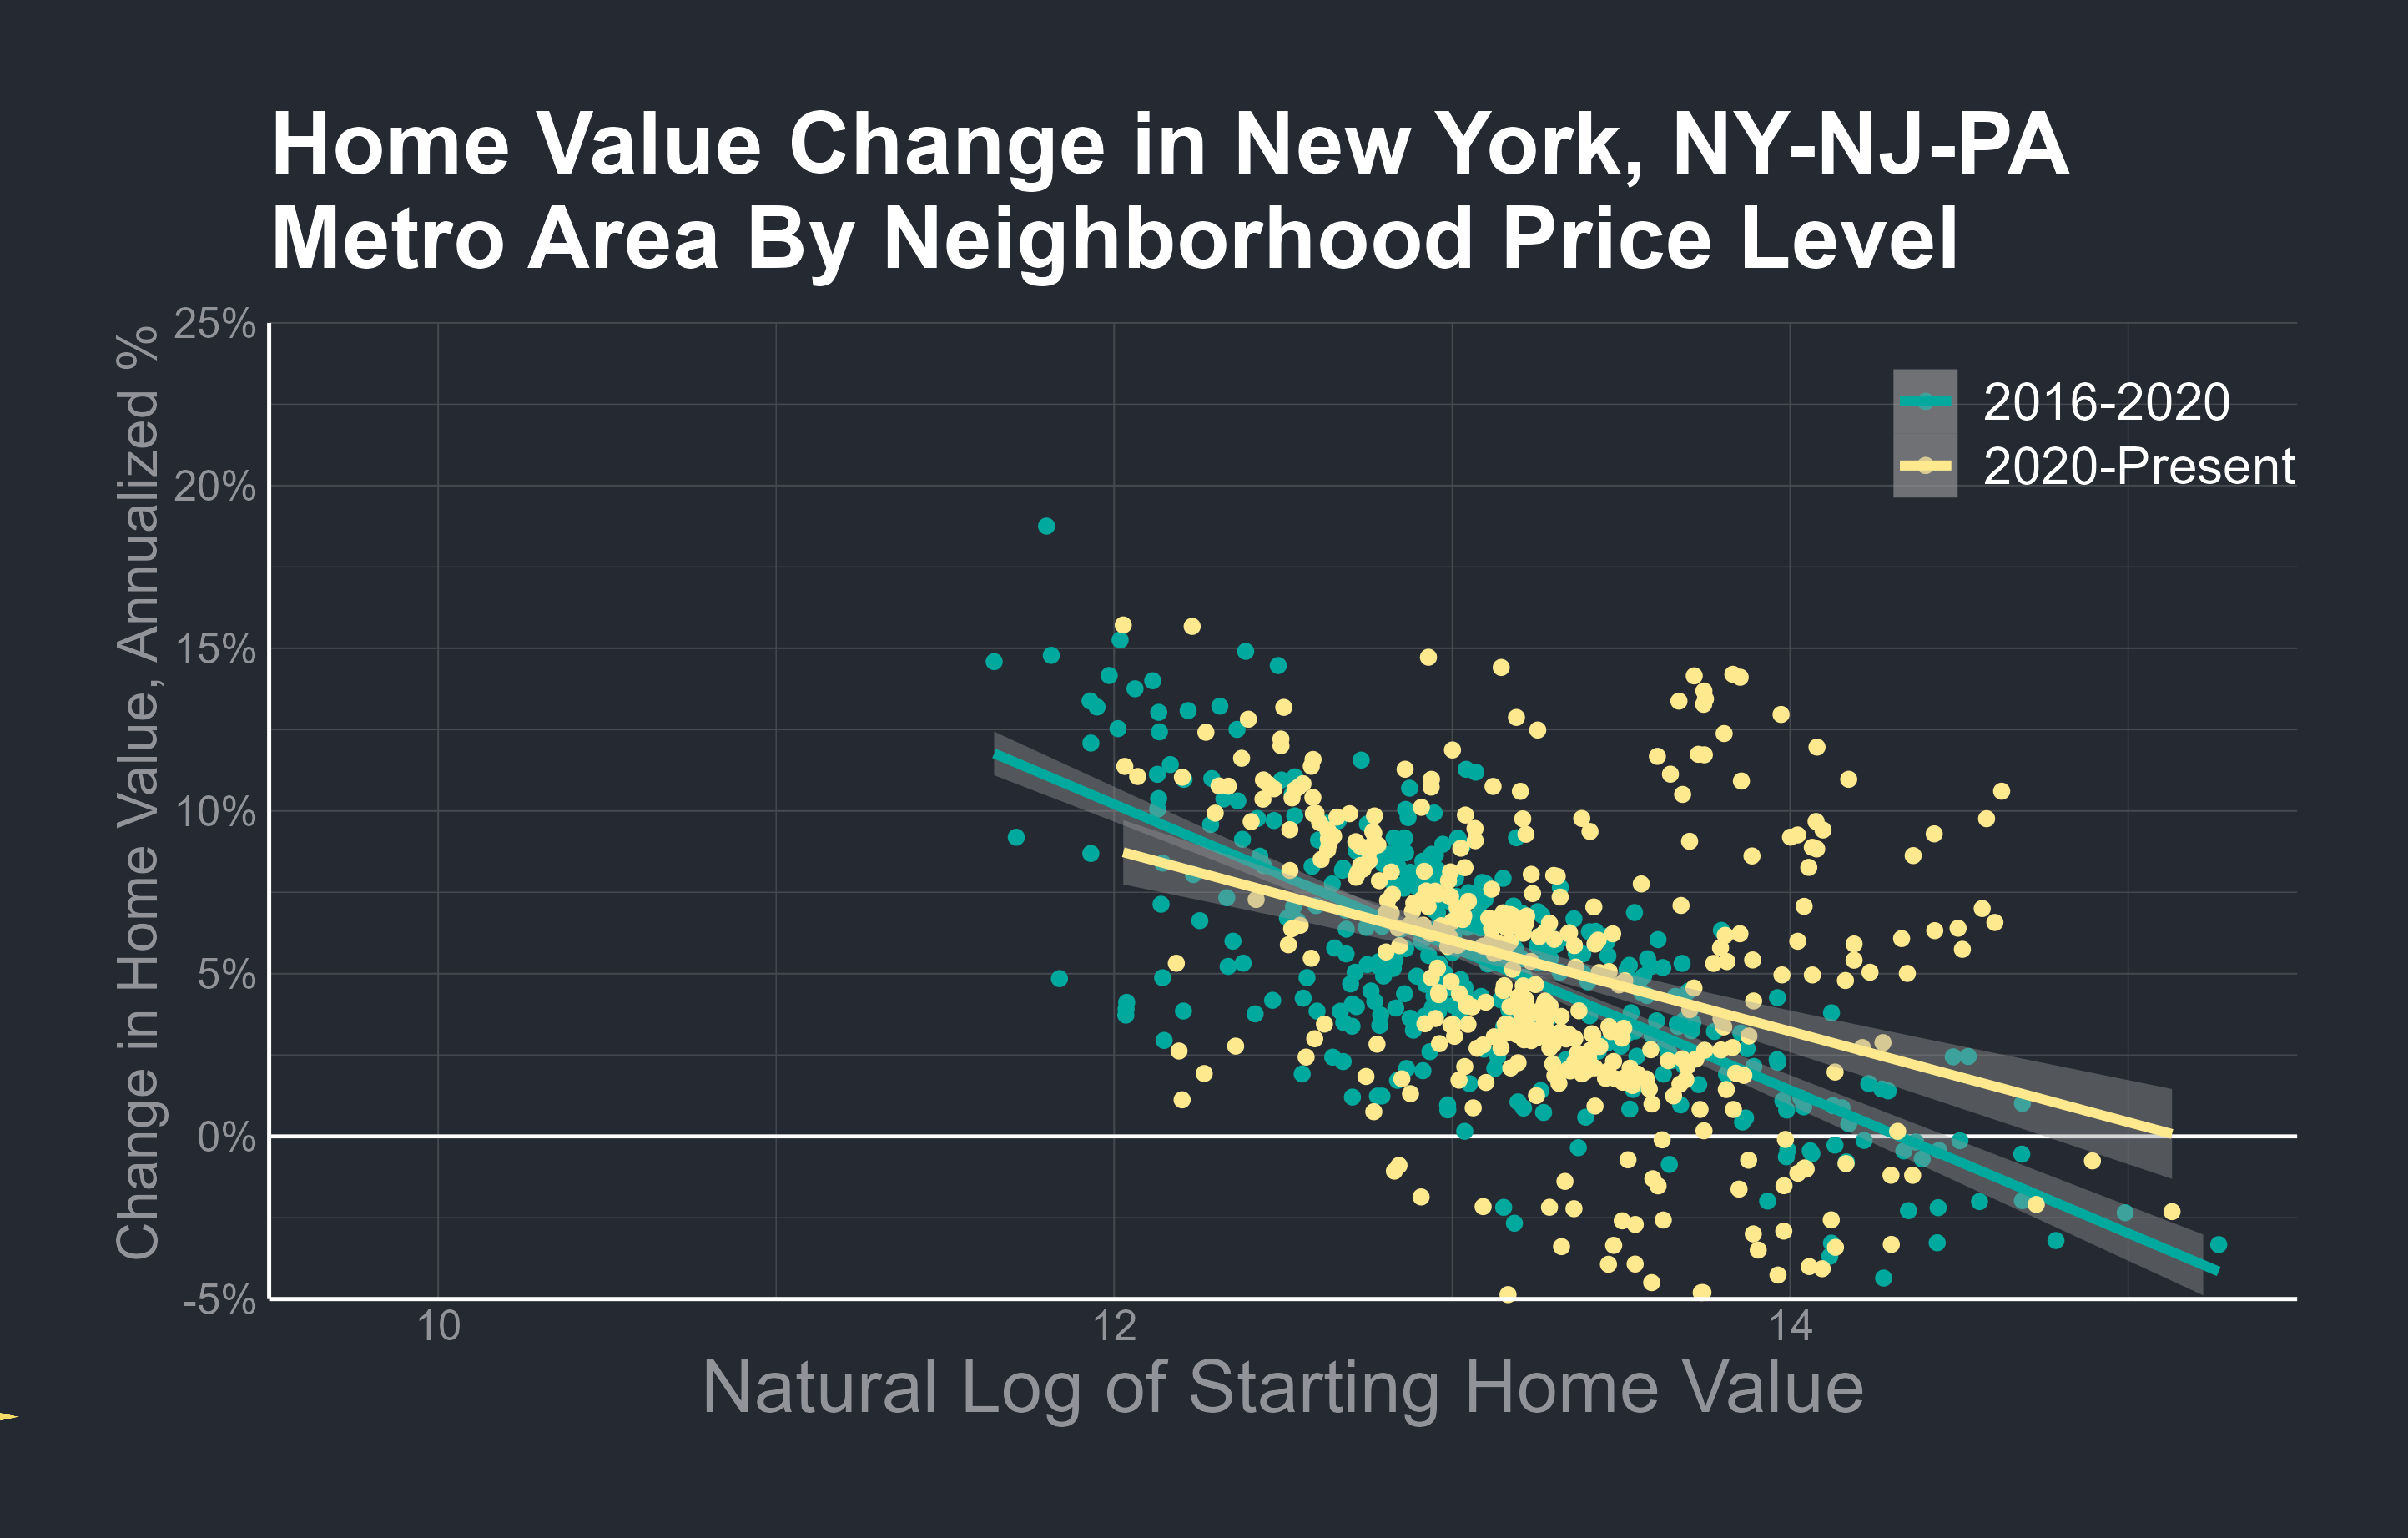 Home Value Change in New York, NY-NJ-PA
Metro Area By Neighborhood Price Level
Change in Home Value, Annualized %
25%
20%
15%
10%
5%
0%
-5%
2016-2020
2020-Present
10
12
14
Natural Log of Starting Home Value